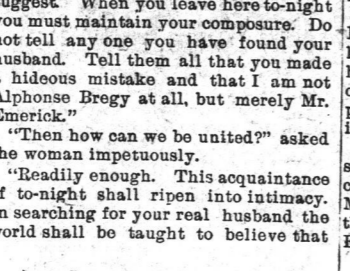 suggest. When you leave here to-night
you must maintain your composure. Do
not tell any one you have found your
husband. Tell them all that you made
a hideous mistake and that I am not
Alphonse Bregy at all, but merely Mr.
Emerick."
"Then how can we be united?" asked
the woman impetuously.
"Readily enough. This acquaintance
of to-night shall ripen into intimacy.
In searching for your real husband the
world shall be taught to believe that